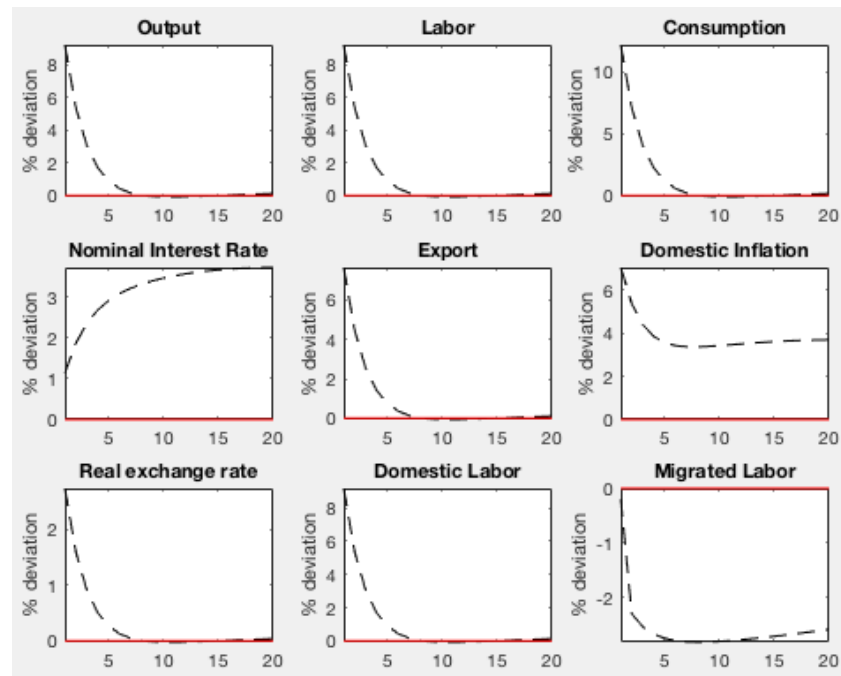 Output Labor Consumption
% deviation % deviation % deviation
8 8 10
6 6 5
4 4 0
2 2
0 0
5 10 15 20 5 10 15 20 5 10 15 20
Nominal Interest Rate Export Domestic Inflation
% deviation % deviation % deviation
3 6 6
2 4 4
1 2 2
0 0 0
5 10 15 20 5 10 15 20 5 10 15 20
Real exchange rate Domestic Labor Migrated Labor
% deviation % deviation % deviation
2 8 0
1 6 -1
0 4 -2
2
0
5 10 15 20 5 10 15 20 5 10 15 20